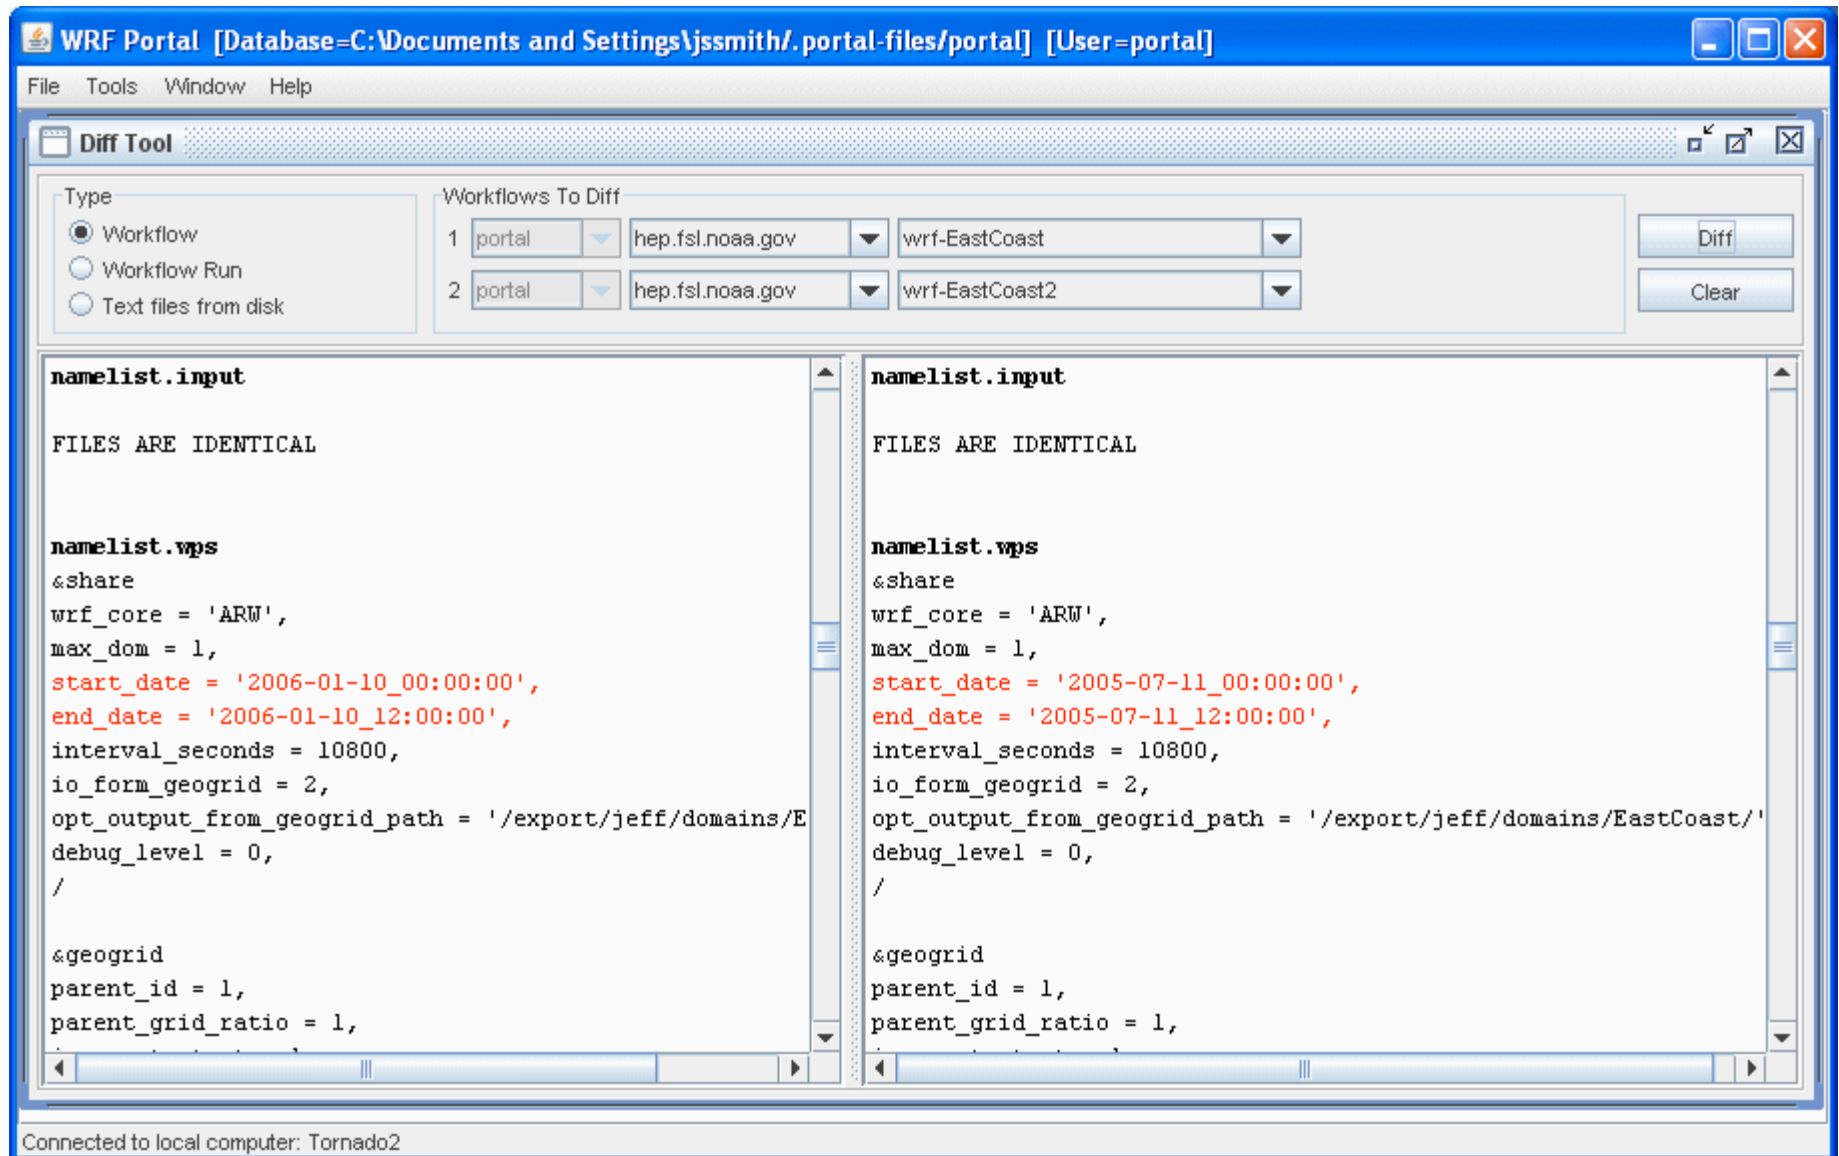 WRF Portal [Database=C:\Documents and Settings\jssmith/.portal-files/portal] [User=portal]
File Tools Window Help
Diff Tool
Type
Workflow
Workflow Run
Text files from disk
Workflows To Diff
1 portal hep.fsl.noaa.gov wrf-EastCoast
2 portal hep.fsl.noaa.gov wrf-EastCoast2
Diff
Clear
namelist.input
FILES ARE IDENTICAL
namelist.wps
&share
wrf_core = 'ARW',
max_dom = 1,
start_date = '2006-01-10_00:00:00',
end_date = '2006-01-10_12:00:00',
interval_seconds = 10800,
io_form_geogrid = 2,
opt_output_from_geogrid_path = '/export/jeff/domains/E
debug_level = 0,
/
&geogrid
parent_id = 1,
parent_grid_ratio = 1,
namelist.input
FILES ARE IDENTICAL
namelist.wps
&share
wrf_core = 'ARW',
max_dom = 1,
start_date = '2005-07-11_00:00:00',
end_date = '2005-07-11_12:00:00',
interval_seconds = 10800,
io_form_geogrid = 2,
opt_output_from_geogrid_path = '/export/jeff/domains/EastCoast/'
debug_level = 0,
/
&geogrid
parent_id = 1,
parent_grid_ratio = 1,
Connected to local computer: Tornado2